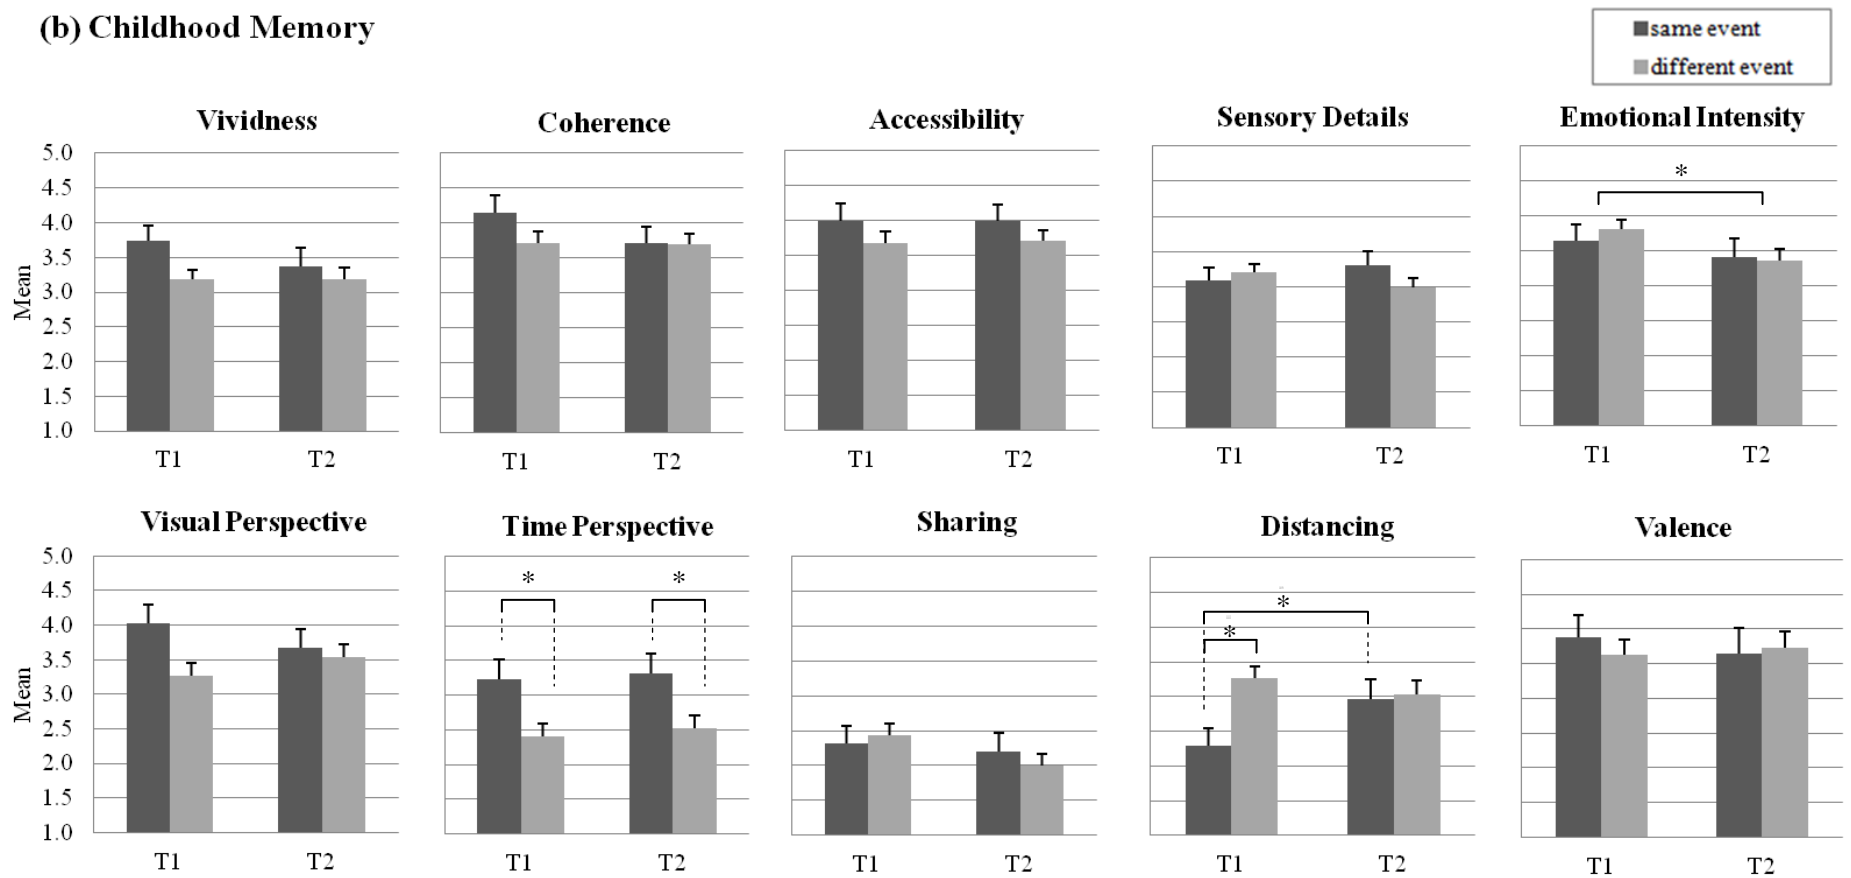 (b) Childhood Memory
same event
different event
Vividness
Coherence
Accessibility
Sensory Details
Emotional Intensity
5.0
4.5
4.0
3.5
3.0
2.5
2.0
1.5
1.0
Mean
*
T1 T2
T1 T2
T1 T2
T1 T2
T1 T2
Visual Perspective
Time Perspective
Sharing
Distancing
Valence
5.0
4.5
4.0
3.5
3.0
2.5
2.0
1.5
1.0
Mean
* *
*
*
T1 T2
T1 T2
T1 T2
T1 T2
T1 T2